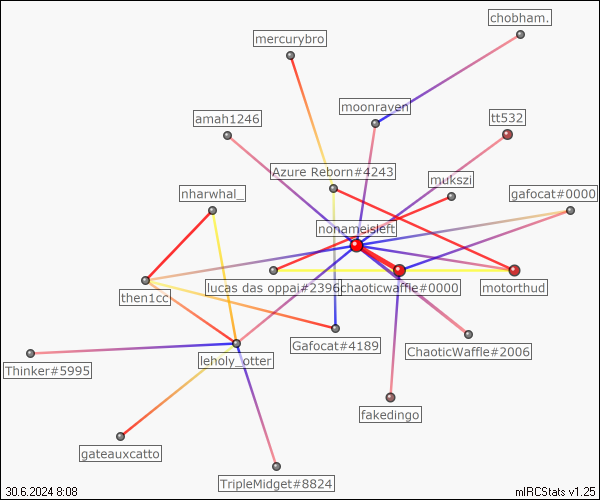 chobham.
mercurybro
moonraven
amah1246
tt532
Azure Reborn#4243
mukszi
nharwhal_
gafocat#0000
nonameisleft
then1cc
lucas das oppai#2396
chaoticwaffle#0000
motorthud
Gafocat#4189
ChaoticWaffle#2006
leholy_otter
Thinker#5995
fakedingo
gateauxcatto
TripleMidget#8824
30.6.2024 8:08
mIRCStats v1.25